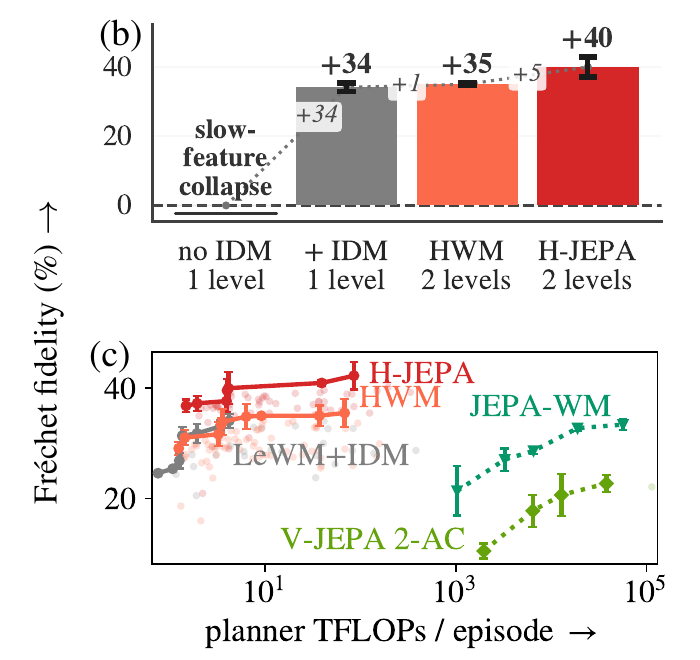 (b)
Fréchet fidelity (%) →
40
20
0
+34
+35
+40
+34
+1
+5
slow-
feature
collapse
no IDM
1 level
+ IDM
1 level
HWM
2 levels
H-JEPA
2 levels
(c)
40
20
H-JEPA
HWM
JEPA-WM
LeWM+IDM
V-JEPA 2-AC
10¹
10³
10⁵
planner TFLOPs / episode →